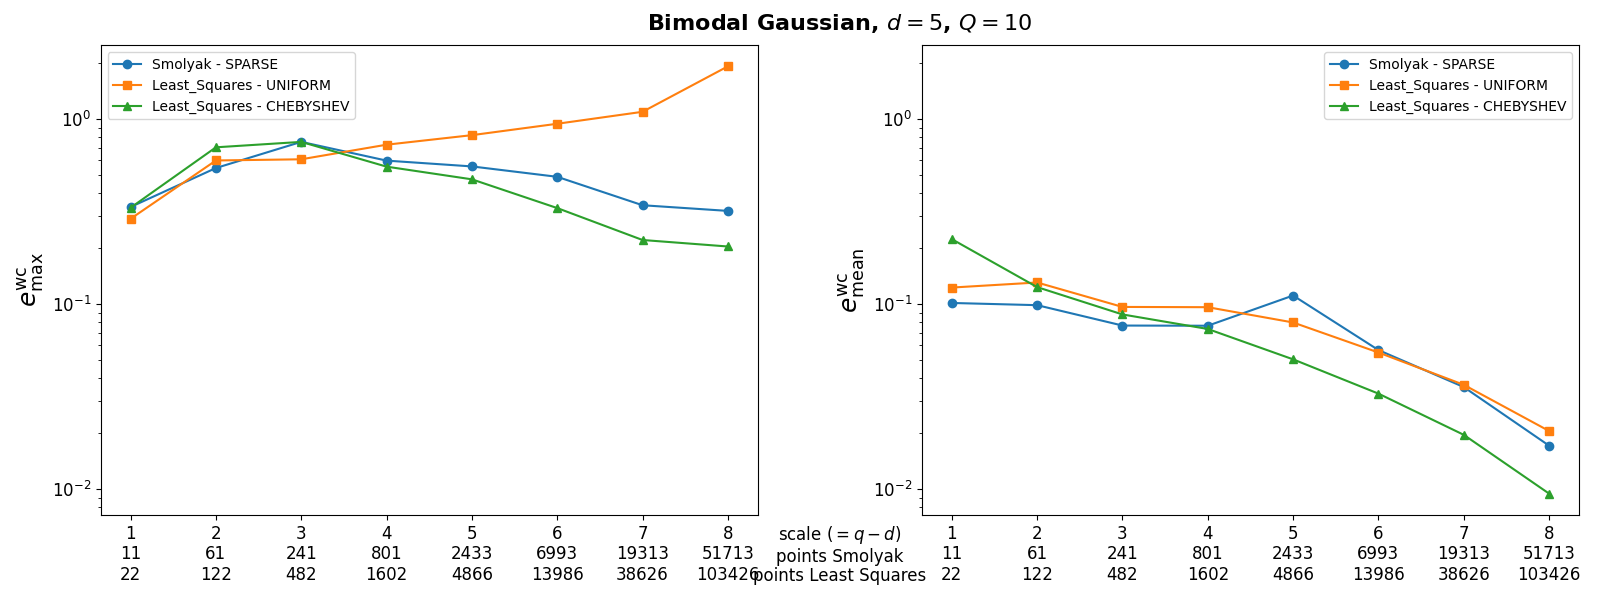 Bimodal Gaussian, d = 5, Q = 10
Smolyak - SPARSE
Least_Squares - UNIFORM
Least_Squares - CHEBYSHEV
10^0
10^-1
10^-2
e^wc_max
1 2 3 4 5 6 7 8
11 61 241 801 2433 6993 19313 51713
22 122 482 1602 4866 13986 38626 103426
scale (= q − d)
points Smolyak
points Least Squares
Smolyak - SPARSE
Least_Squares - UNIFORM
Least_Squares - CHEBYSHEV
10^0
10^-1
10^-2
e^wc_mean
1 2 3 4 5 6 7 8
11 61 241 801 2433 6993 19313 51713
22 122 482 1602 4866 13986 38626 103426